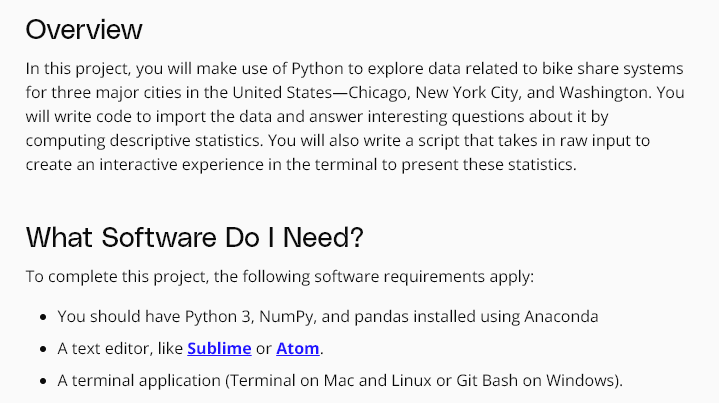 Overview
In this project, you will make use of Python to explore data related to bike share systems
for three major cities in the United States—Chicago, New York City, and Washington. You
will write code to import the data and answer interesting questions about it by
computing descriptive statistics. You will also write a script that takes in raw input to
create an interactive experience in the terminal to present these statistics.
What Software Do I Need?
To complete this project, the following software requirements apply:
• You should have Python 3, NumPy, and pandas installed using Anaconda
• A text editor, like Sublime or Atom.
• A terminal application (Terminal on Mac and Linux or Git Bash on Windows).